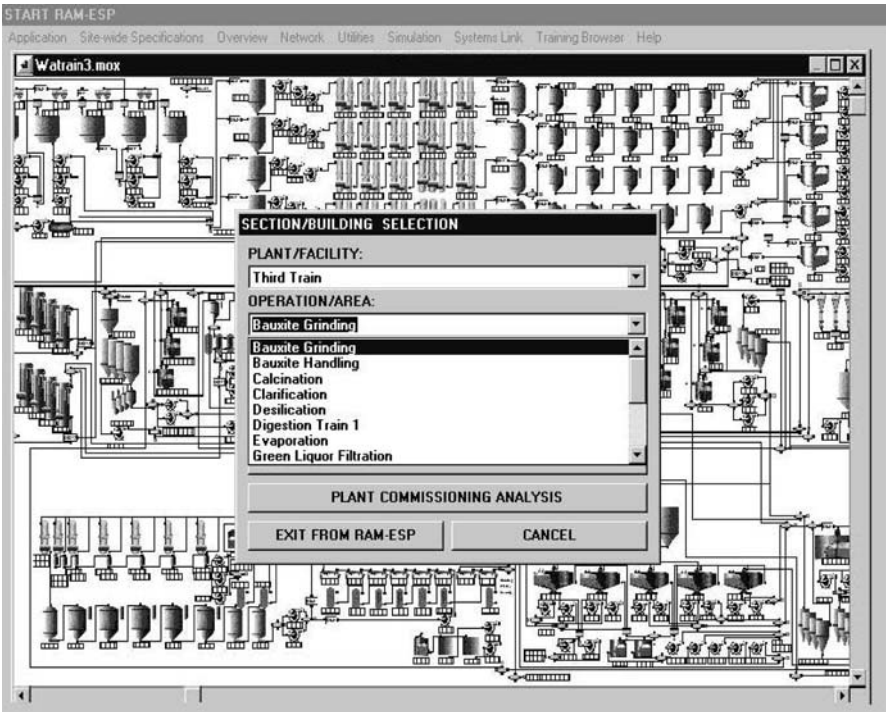 START RAM-ESP
Application Site-wide Specifications Overview Network Utilities Simulation Systems Link Training Browser Help
Watrain3.mox
SECTION/BUILDING SELECTION
PLANT/FACILITY:
Third Train
OPERATION/AREA:
Bauxite Grinding
Bauxite Grinding
Bauxite Handling
Calcination
Clarification
Desilication
Digestion Train 1
Evaporation
Green Liquor Filtration
PLANT COMMISSIONING ANALYSIS
EXIT FROM RAM-ESP CANCEL